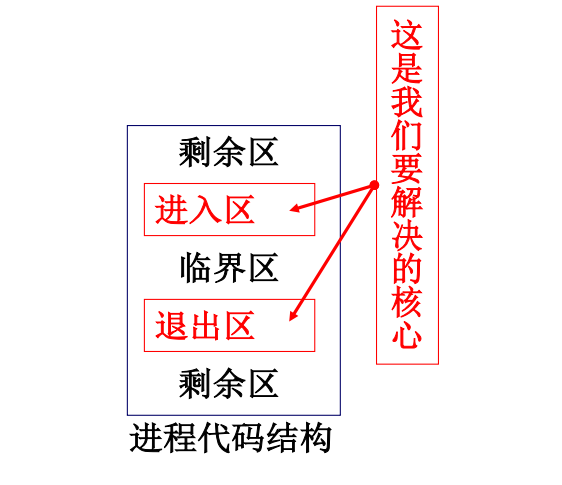 剩余区
进入区
临界区
退出区
剩余区
进程代码结构
这是我们要解决的核心